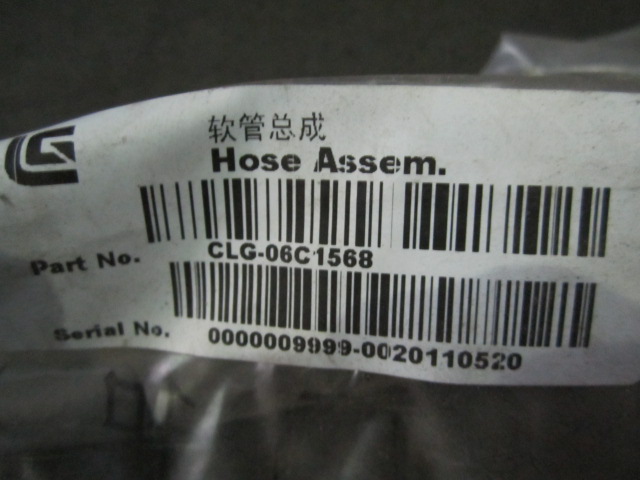 软管总成
Hose Assem.
Part No. CLG-06C1568
Serial No. 0000009999-0020110520